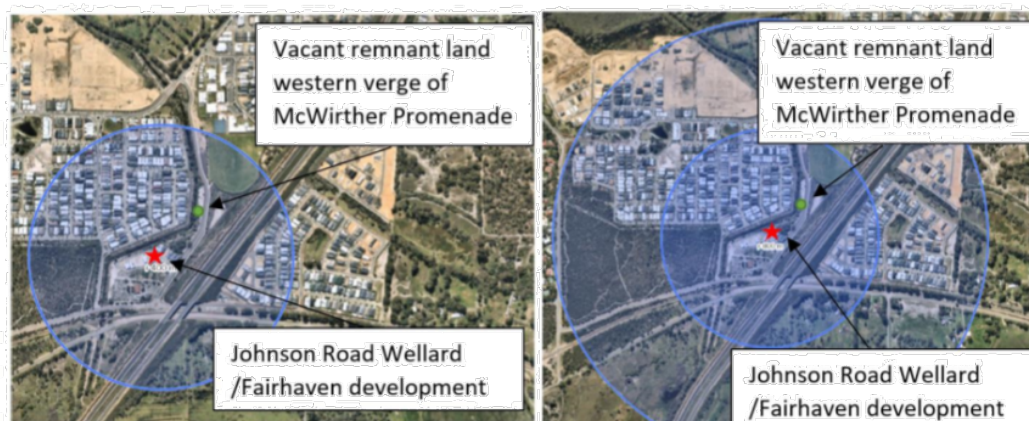 Vacant remnant land
western verge of
McWirther Promenade
Johnson Road Wellard
/Fairhaven development
Vacant remnant land
western verge of
McWirther Promenade
Johnson Road Wellard
/Fairhaven development